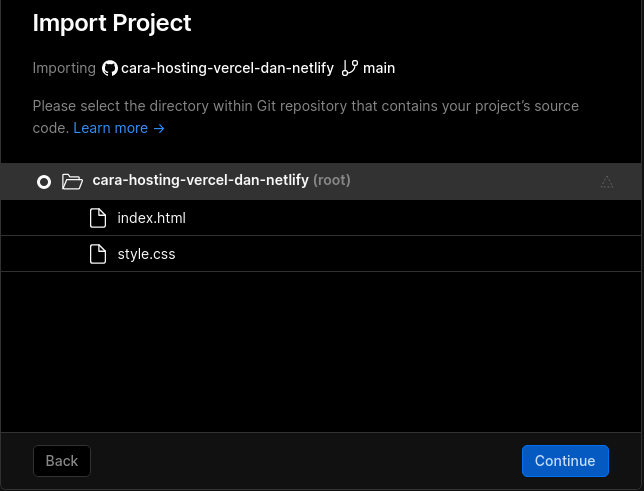 Import Project
Importing cara-hosting-vercel-dan-netlify main
Please select the directory within Git repository that contains your project’s source
code. Learn more →
cara-hosting-vercel-dan-netlify (root)
index.html
style.css
Back Continue